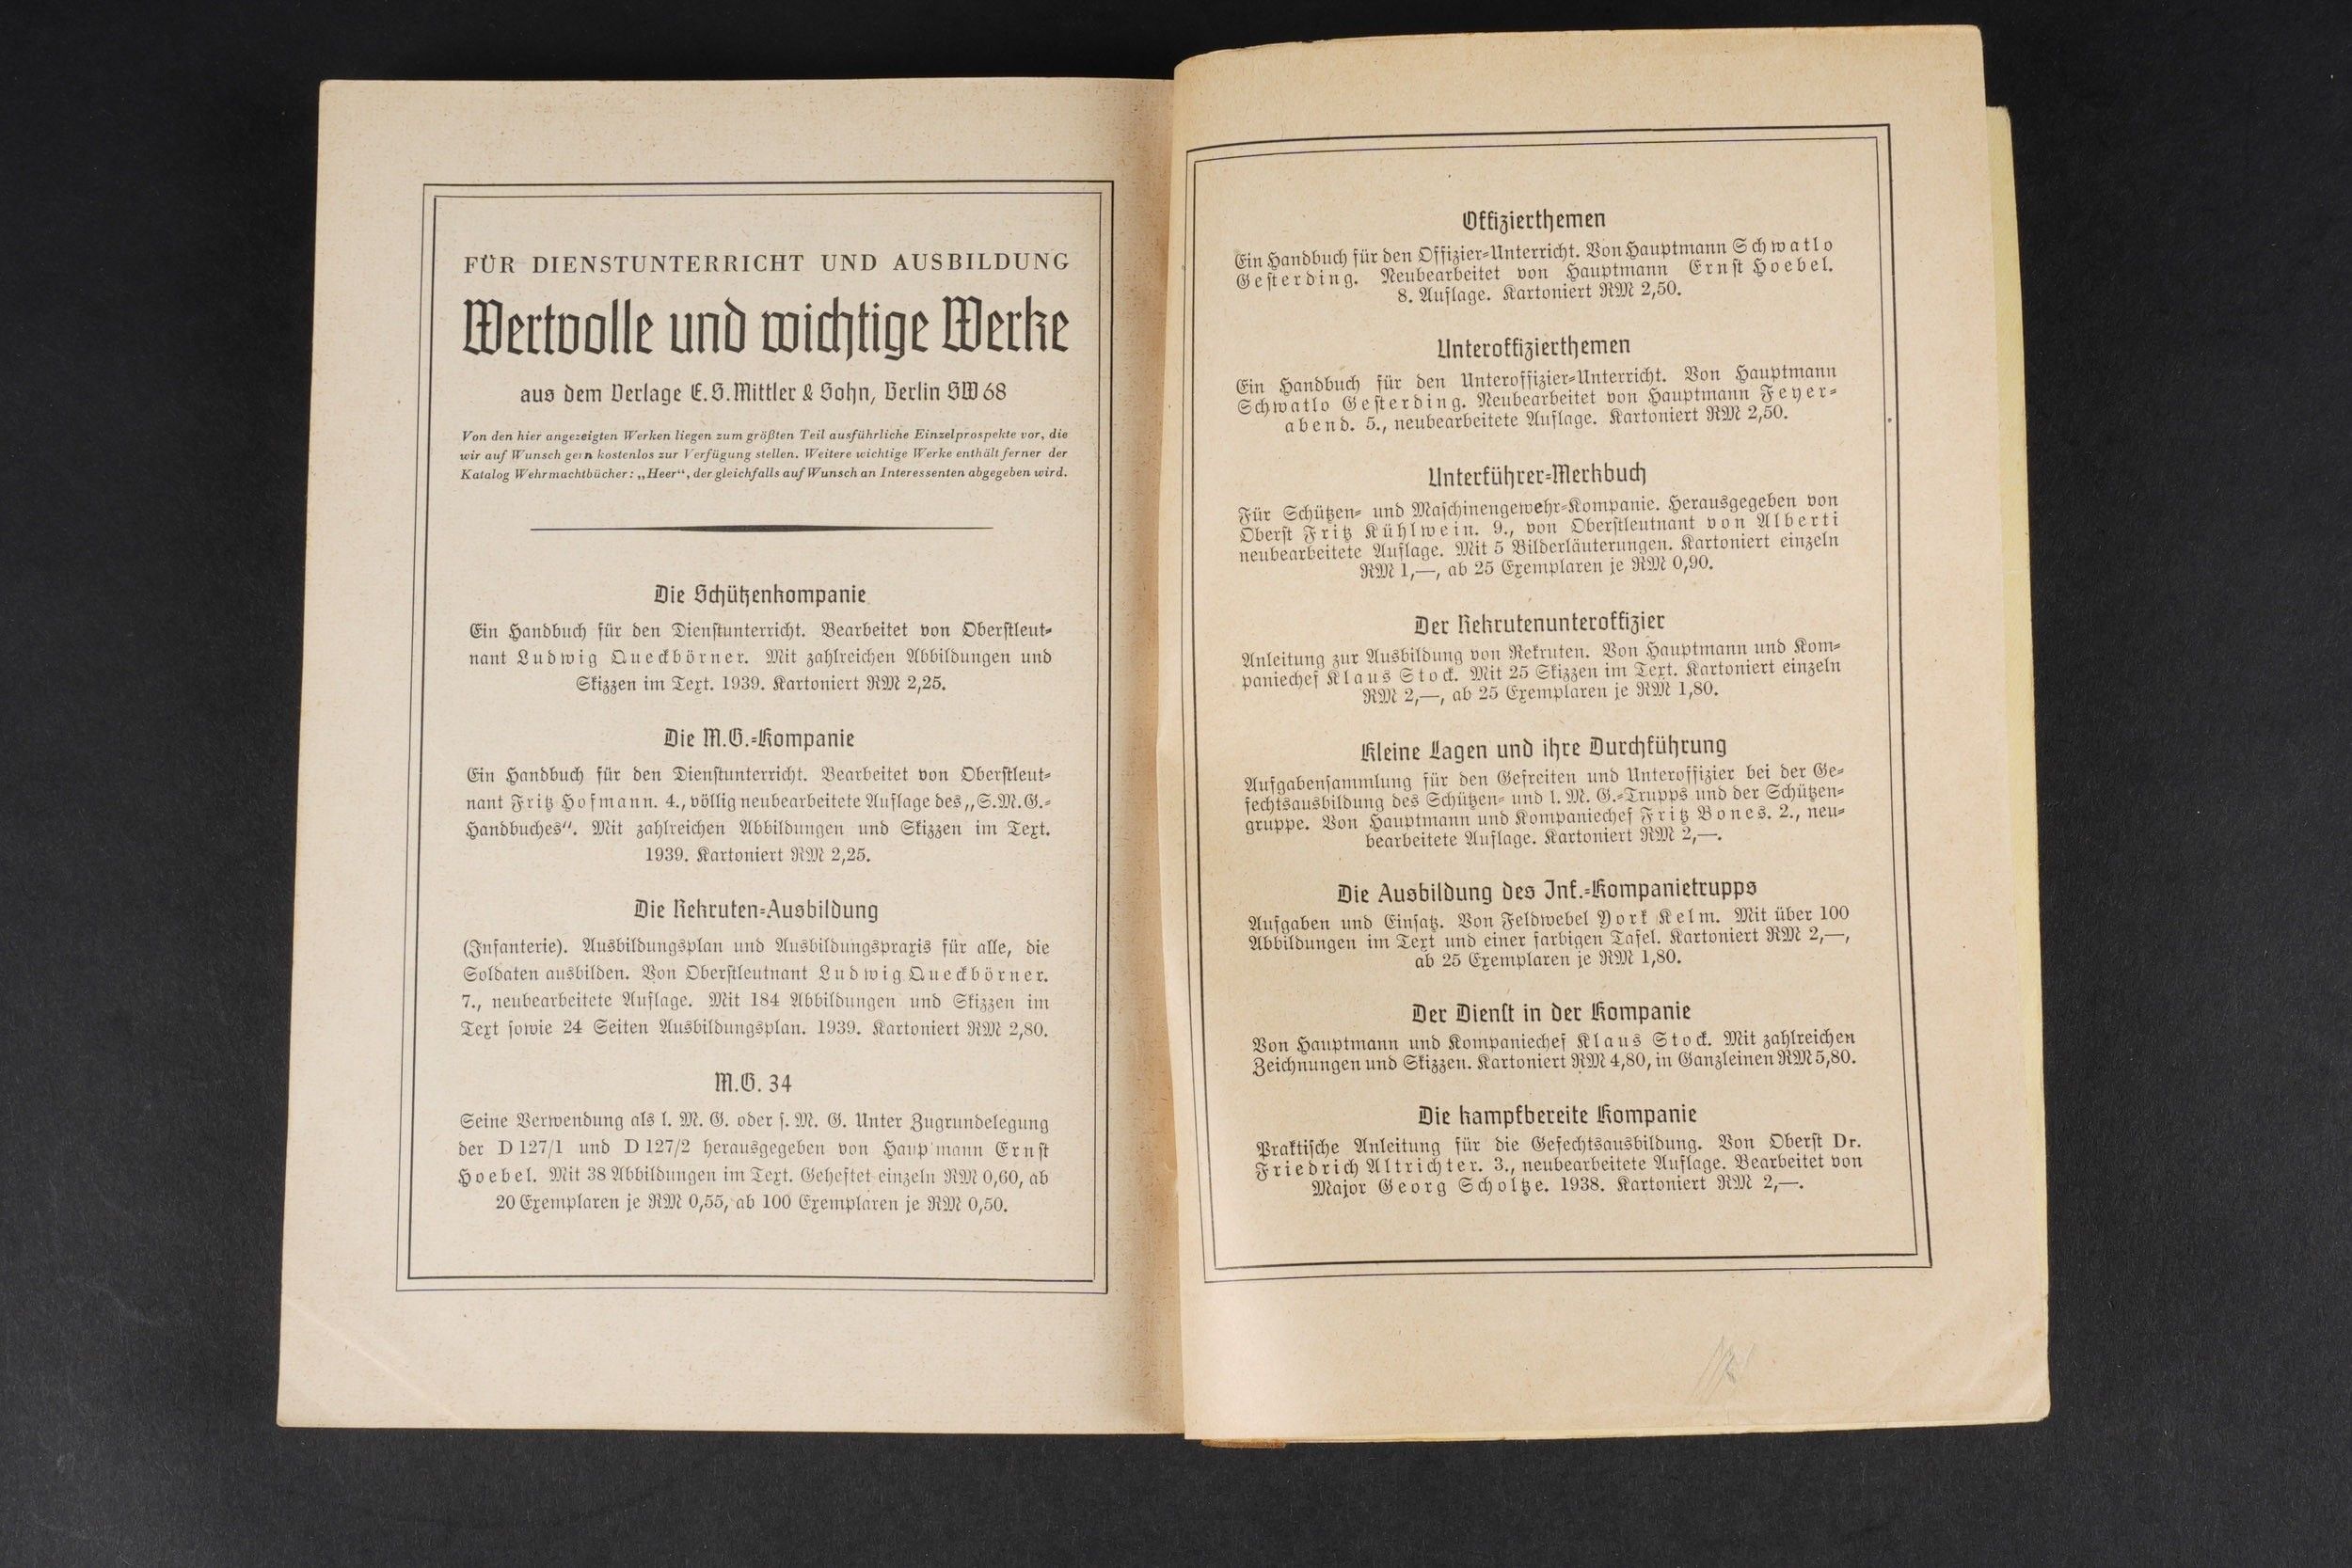 FÜR DIENSTUNTERRICHT UND AUSBILDUNG
Wertvolle und wichtige Werke
aus dem Verlage E. S. Mittler & Sohn, Berlin SW 68
Von den hier angezeigten Werken liegen zum größten Teil ausführliche Einzelprospekte vor, die
wir auf Wunsch gern kostenlos zur Verfügung stellen. Weitere wichtige Werke enthält ferner der
Katalog Wehrmachtbücher: „Heer“, der gleichfalls auf Wunsch an Interessenten abgegeben wird.
Die Schützenkompanie
Ein Handbuch für den Dienstunterricht. Bearbeitet von Oberstleut-
nant Ludwig Queckbörner. Mit zahlreichen Abbildungen und
Skizzen im Text. 1939. Kartoniert RM 2,25.
Die M.G.-Kompanie
Ein Handbuch für den Dienstunterricht. Bearbeitet von Oberstleut-
nant Fritz Hofmann. 4., völlig neubearbeitete Auflage des „S.M.G.-
Handbuches“. Mit zahlreichen Abbildungen und Skizzen im Text.
1939. Kartoniert RM 2,25.
Die Rekruten-Ausbildung
(Infanterie). Ausbildungsplan und Ausbildungspraxis für alle, die
Soldaten ausbilden. Von Oberstleutnant Ludwig Queckbörner.
7., neubearbeitete Auflage. Mit 184 Abbildungen und Skizzen im
Text sowie 24 Seiten Ausbildungsplan. 1939. Kartoniert RM 2,80.
M.G. 34
Seine Verwendung als l. M. G. oder s. M. G. Unter Zugrundelegung
der D 127/1 und D 127/2 herausgegeben von Haup mann Ernst
Hoebel. Mit 38 Abbildungen im Text. Geheftet einzeln RM 0,60, ab
20 Exemplaren je RM 0,55, ab 100 Exemplaren je RM 0,50.
Offizierthemen
Ein Handbuch für den Offizier-Unterricht. Von Hauptmann Schwatlo
Gesterding. Neubearbeitet von Hauptmann Ernst Hoebel.
8. Auflage. Kartoniert RM 2,50.
Unteroffizierthemen
Ein Handbuch für den Unteroffizier-Unterricht. Von Hauptmann
Schwatlo Gesterding. Neubearbeitet von Hauptmann Feyer-
abend. 5., neubearbeitete Auflage. Kartoniert RM 2,50.
Unterführer-Merkbuch
Für Schützen- und Maschinengewehr-Kompanie. Herausgegeben von
Oberst Fritz Kühlwein. 9., von Oberstleutnant von Alberti
neubearbeitete Auflage. Mit 5 Bilderläuterungen. Kartoniert einzeln
RM 1,—, ab 25 Exemplaren je RM 0,90.
Der Rekrutenunteroffizier
Anleitung zur Ausbildung von Rekruten. Von Hauptmann und Kom-
paniechef Klaus Stock. Mit 25 Skizzen im Text. Kartoniert einzeln
RM 2,—, ab 25 Exemplaren je RM 1,80.
Kleine Lagen und ihre Durchführung
Aufgabensammlung für den Gefreiten und Unteroffizier bei der Ge-
fechtsausbildung des Schützen- und l. M. G.-Trupps und der Schützen-
gruppe. Von Hauptmann und Kompaniechef Fritz Bones. 2., neu-
bearbeitete Auflage. Kartoniert RM 2,—.
Die Ausbildung des Inf.-Kompanietrupps
Aufgaben und Einsatz. Von Feldwebel York Kelm. Mit über 100
Abbildungen im Text und einer farbigen Tafel. Kartoniert RM 2,—,
ab 25 Exemplaren je RM 1,80.
Der Dienst in der Kompanie
Von Hauptmann und Kompaniechef Klaus Stock. Mit zahlreichen
Zeichnungen und Skizzen. Kartoniert RM 4,80, in Ganzleinen RM 5,80.
Die kampfbereite Kompanie
Praktische Anleitung für die Gefechtsausbildung. Von Oberst Dr.
Friedrich Altrichter. 3., neubearbeitete Auflage. Bearbeitet von
Major Georg Scholtze. 1938. Kartoniert RM 2,—.